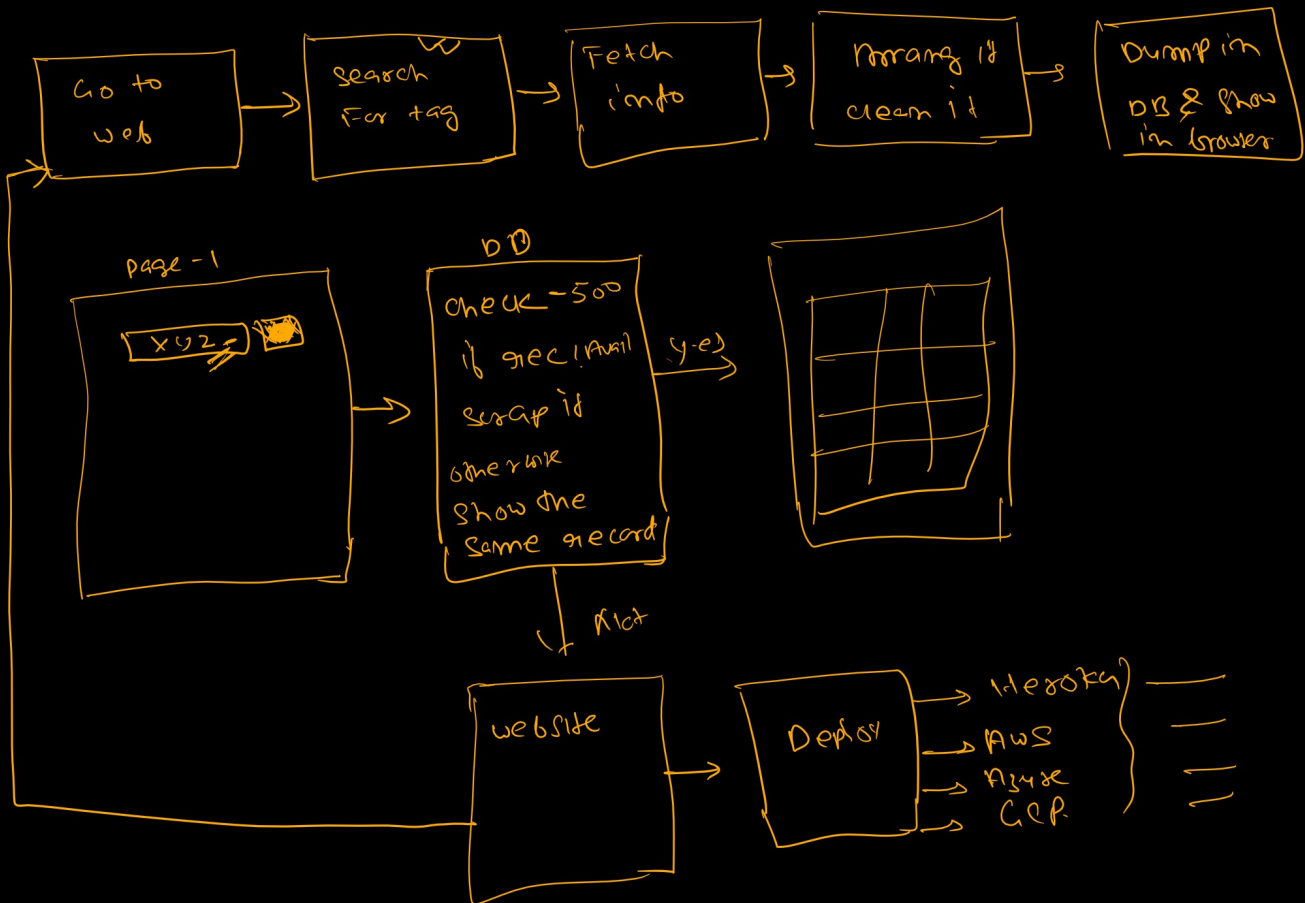 Go to
web
Search
For tag
Fetch
info
Arrang it
clean it
Dump in
DB & show
in browser
Page-1
xyz
check-500
if rec! Avail
scrap it
otherwise
show the
same record
yes
Not
website
Deploy
Heroku
AWS
Azure
GCP.